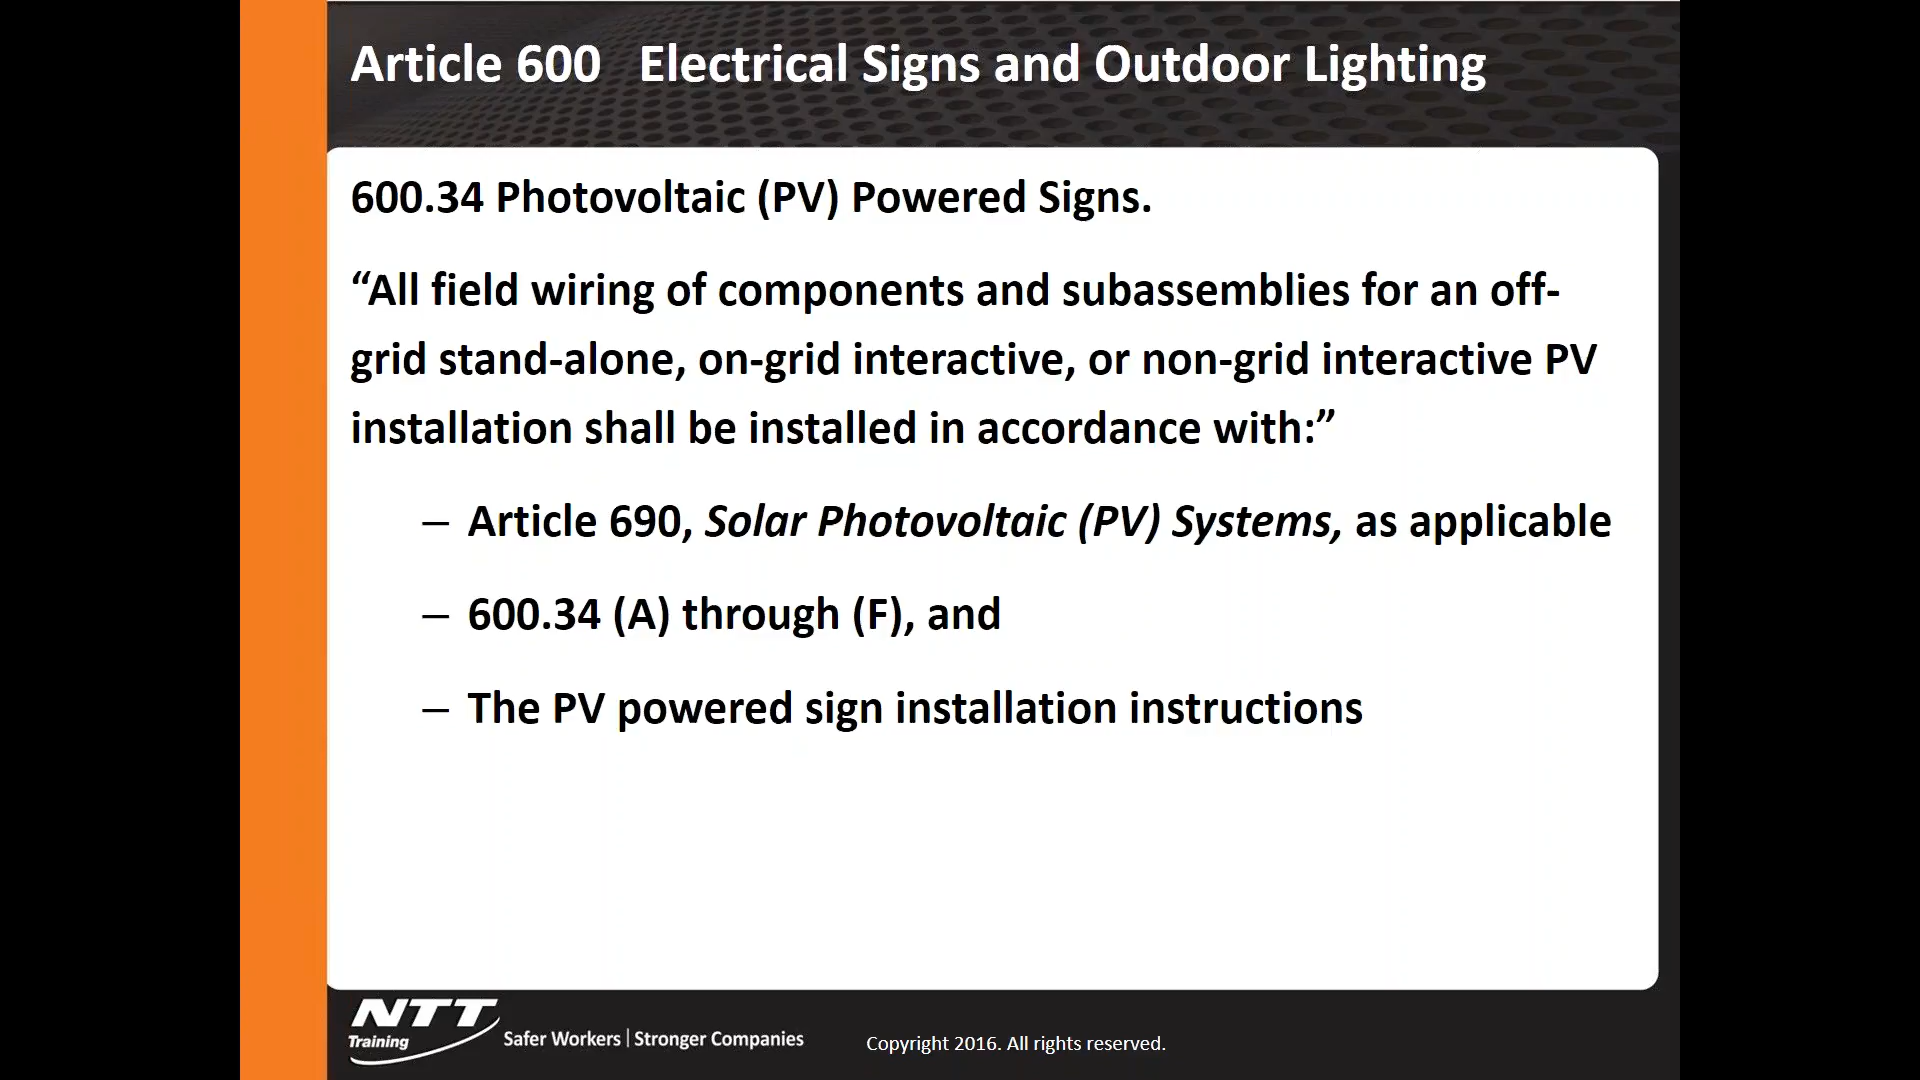 Article 600 Electrical Signs and Outdoor Lighting
600.34 Photovoltaic (PV) Powered Signs.
“All field wiring of components and subassemblies for an off-
grid stand-alone, on-grid interactive, or non-grid interactive PV
installation shall be installed in accordance with:”
– Article 690, Solar Photovoltaic (PV) Systems, as applicable
– 600.34 (A) through (F), and
– The PV powered sign installation instructions
NTT
Training
Safer Workers | Stronger Companies
Copyright 2016. All rights reserved.